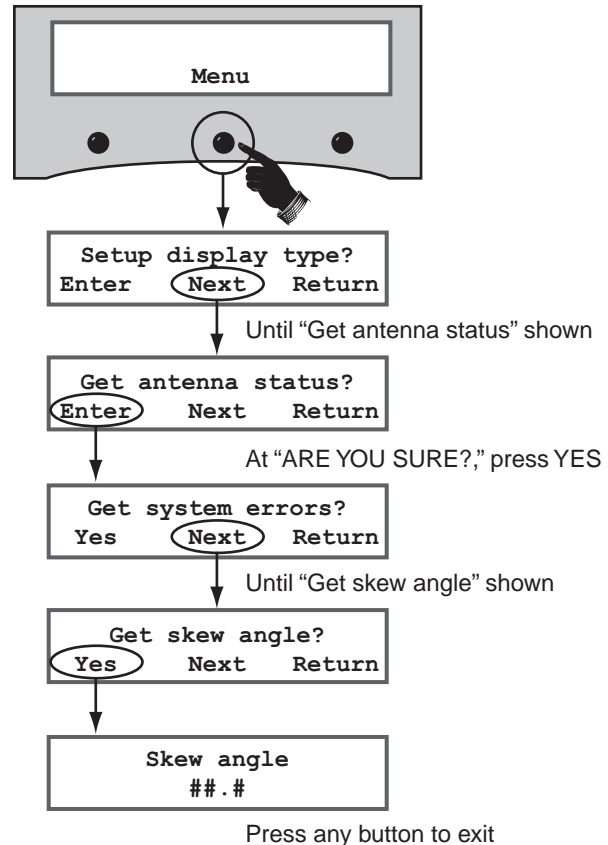 Menu
Setup display type?
Enter Next Return
Until “Get antenna status” shown
Get antenna status?
Enter Next Return
At “ARE YOU SURE?,” press YES
Get system errors?
Yes Next Return
Until “Get skew angle” shown
Get skew angle?
Yes Next Return
Skew angle
##.#
Press any button to exit